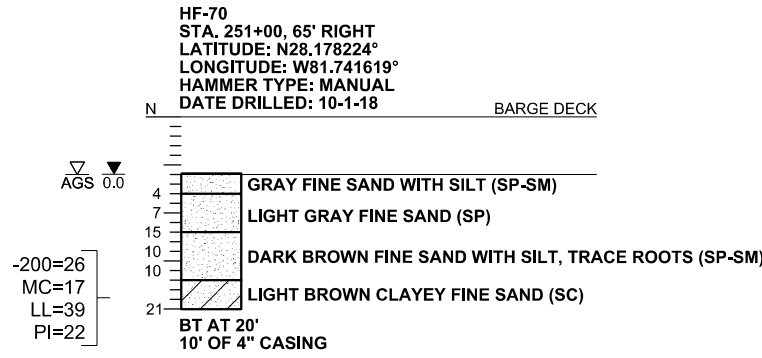 HF-70
STA. 251+00, 65' RIGHT
LATITUDE: N28.178224°
LONGITUDE: W81.741619°
HAMMER TYPE: MANUAL
DATE DRILLED: 10-1-18
N
BARGE DECK
AGS 0.0
GRAY FINE SAND WITH SILT (SP-SM)
4
7
LIGHT GRAY FINE SAND (SP)
15
10
DARK BROWN FINE SAND WITH SILT, TRACE ROOTS (SP-SM)
10
-200=26
MC=17
LL=39
PI=22
LIGHT BROWN CLAYEY FINE SAND (SC)
21
BT AT 20'
10' OF 4" CASING